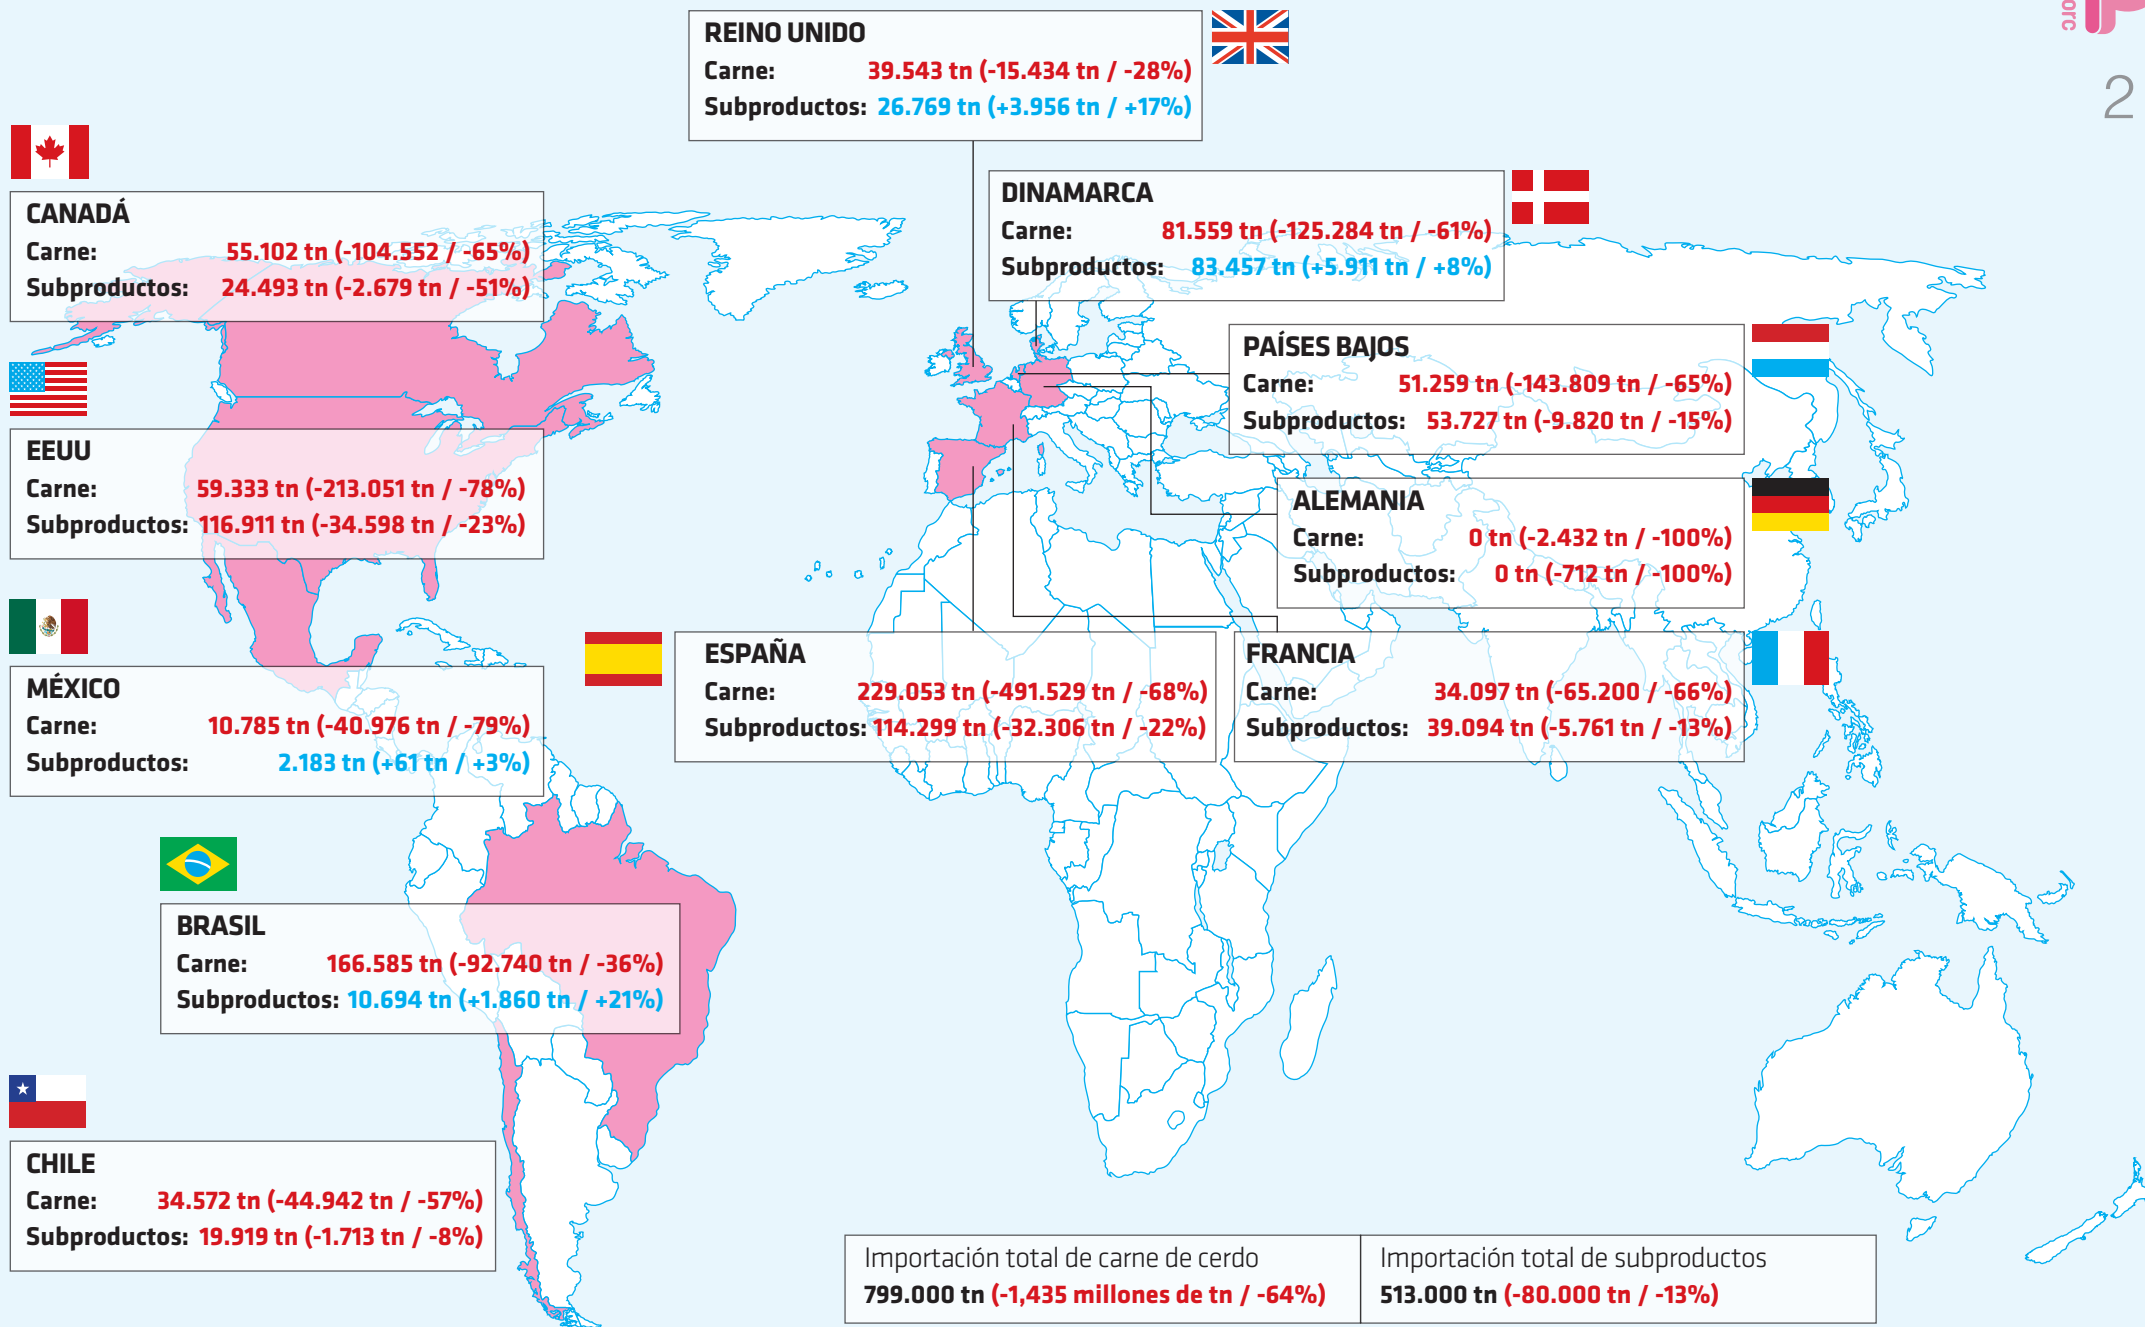 orc
2
REINO UNIDO
Carne: 39.543 tn (-15.434 tn / -28%)
Subproductos: 26.769 tn (+3.956 tn / +17%)
CANADÁ
Carne: 55.102 tn (-104.552 / -65%)
Subproductos: 24.493 tn (-2.679 tn / -51%)
DINAMARCA
Carne: 81.559 tn (-125.284 tn / -61%)
Subproductos: 83.457 tn (+5.911 tn / +8%)
PAÍSES BAJOS
Carne: 51.259 tn (-143.809 tn / -65%)
Subproductos: 53.727 tn (-9.820 tn / -15%)
EEUU
Carne: 59.333 tn (-213.051 tn / -78%)
Subproductos: 116.911 tn (-34.598 tn / -23%)
ALEMANIA
Carne: 0 tn (-2.432 tn / -100%)
Subproductos: 0 tn (-712 tn / -100%)
MÉXICO
Carne: 10.785 tn (-40.976 tn / -79%)
Subproductos: 2.183 tn (+61 tn / +3%)
ESPAÑA
Carne: 229.053 tn (-491.529 tn / -68%)
Subproductos: 114.299 tn (-32.306 tn / -22%)
FRANCIA
Carne: 34.097 tn (-65.200 / -66%)
Subproductos: 39.094 tn (-5.761 tn / -13%)
BRASIL
Carne: 166.585 tn (-92.740 tn / -36%)
Subproductos: 10.694 tn (+1.860 tn / +21%)
CHILE
Carne: 34.572 tn (-44.942 tn / -57%)
Subproductos: 19.919 tn (-1.713 tn / -8%)
Importación total de carne de cerdo
799.000 tn (-1,435 millones de tn / -64%)
Importación total de subproductos
513.000 tn (-80.000 tn / -13%)